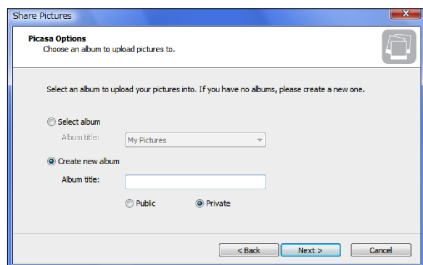 Share Pictures
Picasa Options
Choose an album to upload pictures to.
Select an album to upload your pictures into. If you have no albums, please create a new one.
Select album
Album title:
My Pictures
Create new album
Album title:
Public
Private
< Back
Next >
Cancel